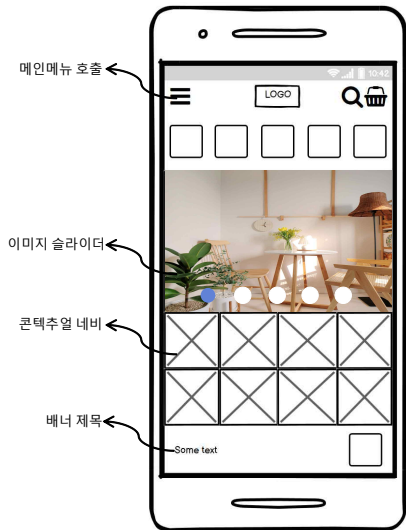 10:42
메인메뉴 호출
LOGO
이미지 슬라이더
콘텍추얼 네비
배너 제목
Some text